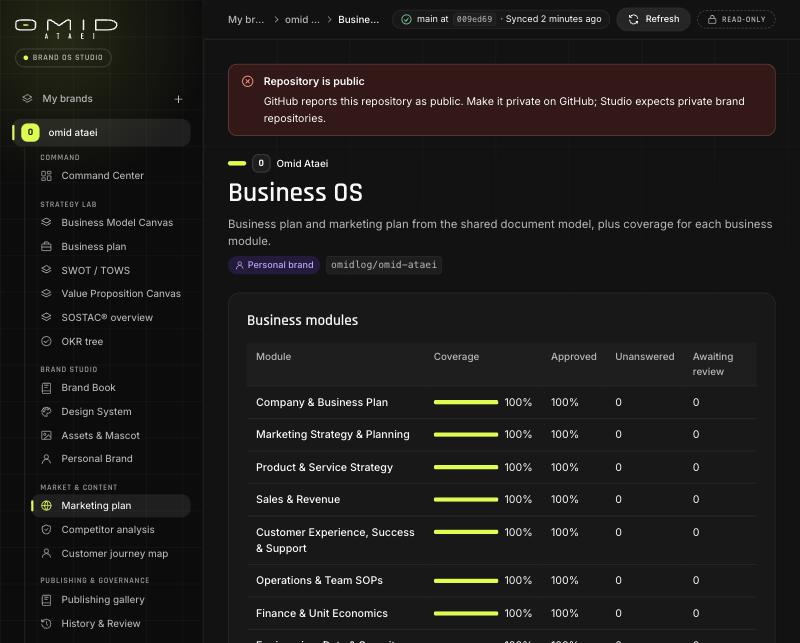 OMID
ATAEI
BRAND OS STUDIO
My brands
O omid ataei
COMMAND
Command Center
STRATEGY LAB
Business Model Canvas
Business plan
SWOT / TOWS
Value Proposition Canvas
SOSTAC® overview
OKR tree
BRAND STUDIO
Brand Book
Design System
Assets & Mascot
Personal Brand
MARKET & CONTENT
Marketing plan
Competitor analysis
Customer journey map
PUBLISHING & GOVERNANCE
Publishing gallery
History & Review
My br... > omid ... > Busine... main at 009ed69 · Synced 2 minutes ago Refresh READ-ONLY
Repository is public
GitHub reports this repository as public. Make it private on GitHub; Studio expects private brand
repositories.
O Omid Ataei
Business OS
Business plan and marketing plan from the shared document model, plus coverage for each business
module.
Personal brand omidlog/omid-ataei
Business modules
Module Coverage Approved Unanswered Awaiting
review
Company & Business Plan 100% 100% 0 0
Marketing Strategy & Planning 100% 100% 0 0
Product & Service Strategy 100% 100% 0 0
Sales & Revenue 100% 100% 0 0
Customer Experience, Success 100% 100% 0 0
& Support
Operations & Team SOPs 100% 100% 0 0
Finance & Unit Economics 100% 100% 0 0